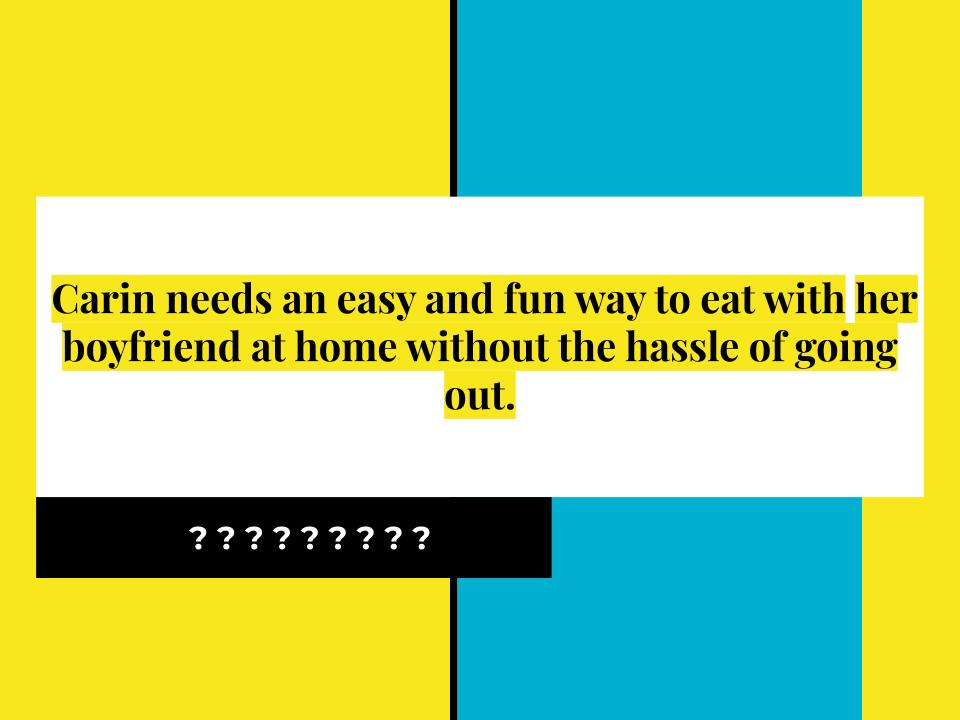 Carin needs an easy and fun way to eat with her
boyfriend at home without the hassle of going
out.
? ? ? ? ? ? ? ? ?